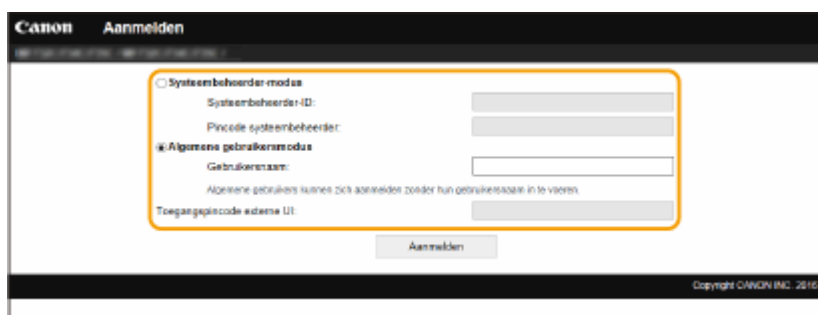 Canon Aanmelden
Systeembeheerder-modus
Systeembeheerder-ID:
Pincode systeembeheerder:
Algemene gebruikersmodus
Gebruikersnaam:
Algemene gebruikers kunnen zich aanmelden zonder hun gebruikersnaam in te voeren.
Toegangspincode externe UI:
Aanmelden
Copyright CANON INC. 2016